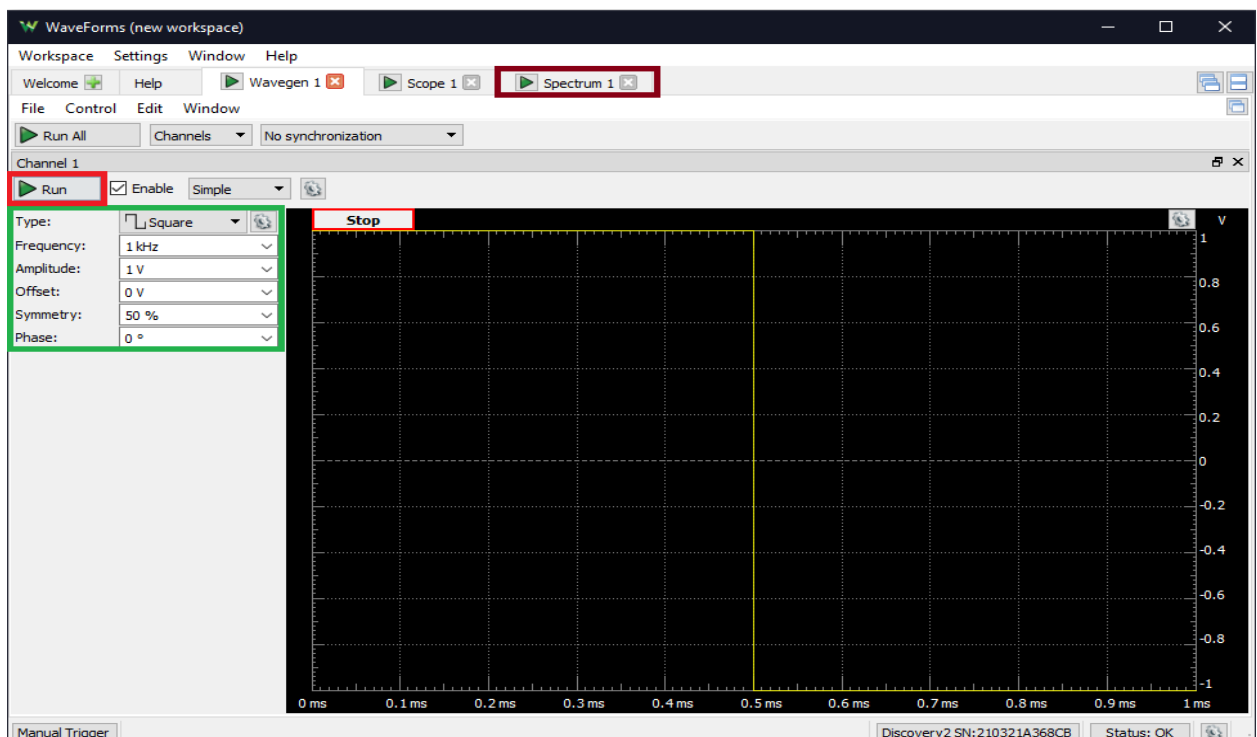 WaveForms (new workspace)
Workspace Settings Window Help
Welcome Help Wavegen 1 Scope 1 Spectrum 1
File Control Edit Window
Run All Channels No synchronization
Channel 1
Run Enable Simple
Type: Square
Frequency: 1 kHz
Amplitude: 1 V
Offset: 0 V
Symmetry: 50 %
Phase: 0 °
Stop V
1
0.8
0.6
0.4
0.2
0
-0.2
-0.4
-0.6
-0.8
-1
0 ms 0.1 ms 0.2 ms 0.3 ms 0.4 ms 0.5 ms 0.6 ms 0.7 ms 0.8 ms 0.9 ms 1 ms
Manual Trigger Discovery2 SN:210321A368CB Status: OK